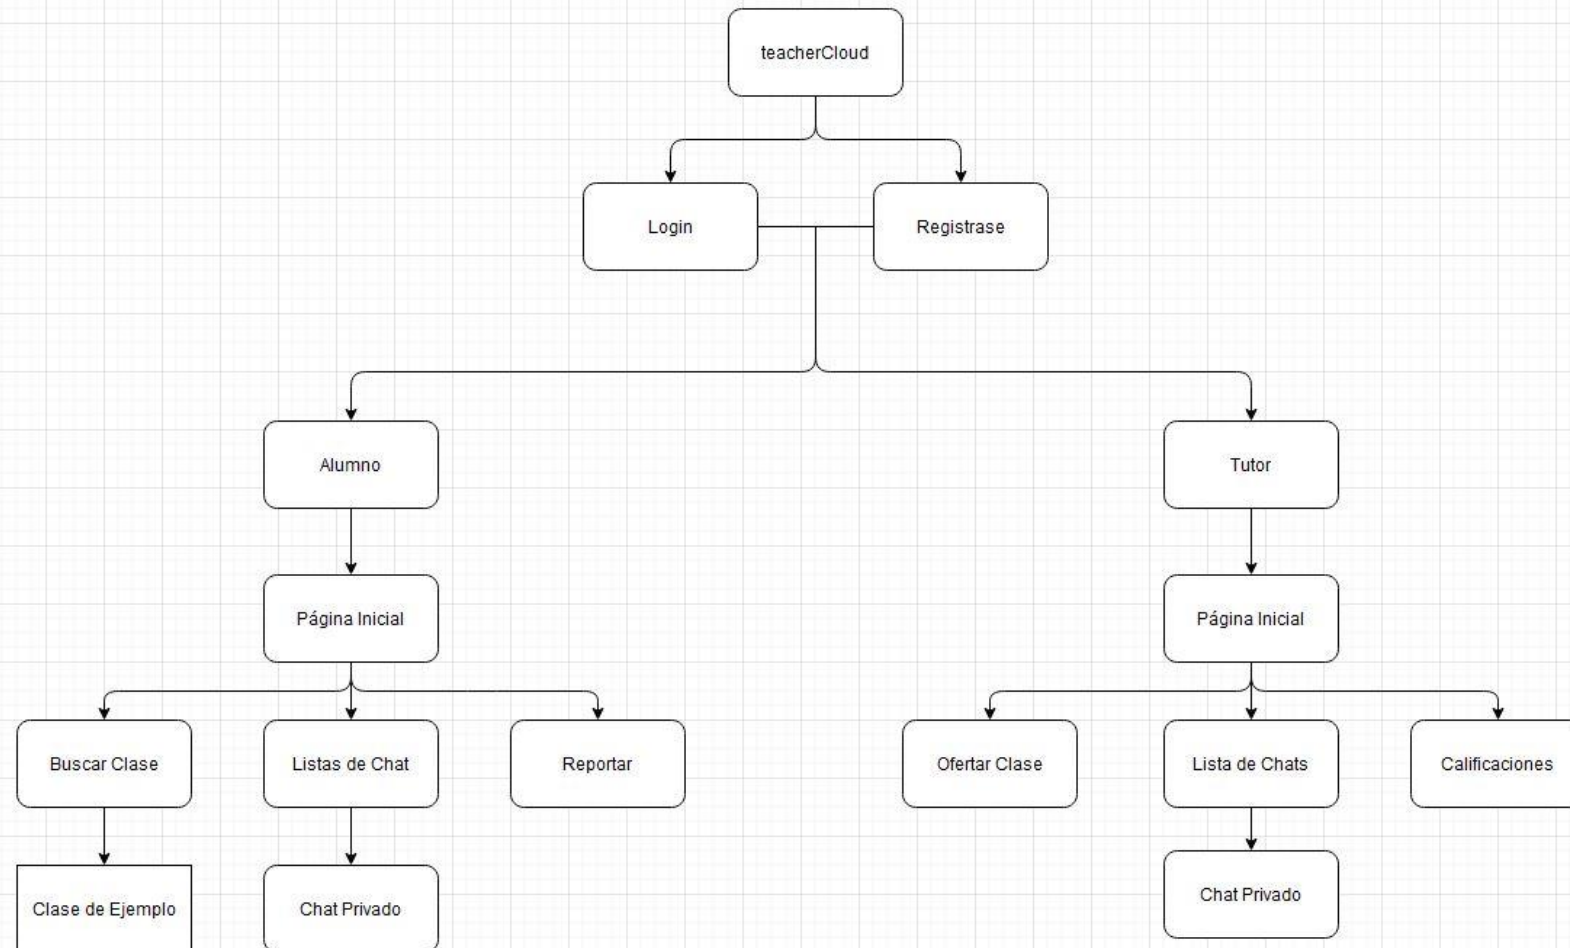 teacherCloud
Login
Registrase
Alumno
Tutor
Página Inicial
Página Inicial
Buscar Clase
Listas de Chat
Reportar
Ofertar Clase
Lista de Chats
Calificaciones
Clase de Ejemplo
Chat Privado
Chat Privado